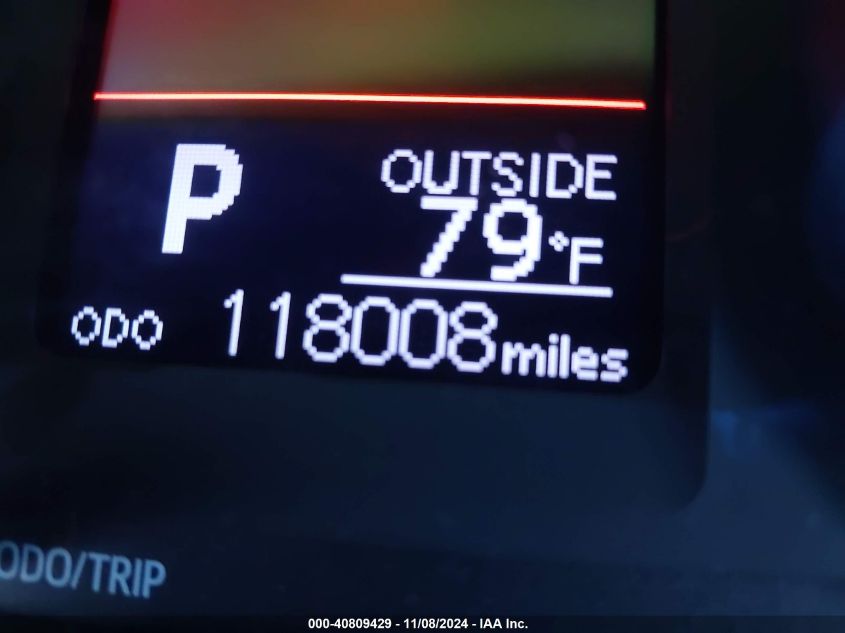 P
OUTSIDE
79°F
ODO 118008 miles
ODO/TRIP
000-40809429 - 11/08/2024 - IAA Inc.